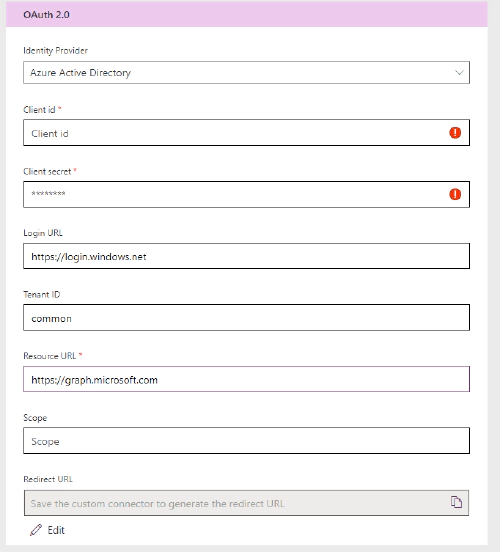 OAuth 2.0
Identity Provider
Azure Active Directory
Client id *
Client id
Client secret *
********
Login URL
https://login.windows.net
Tenant ID
common
Resource URL *
https://graph.microsoft.com
Scope
Scope
Redirect URL
Save the custom connector to generate the redirect URL
Edit